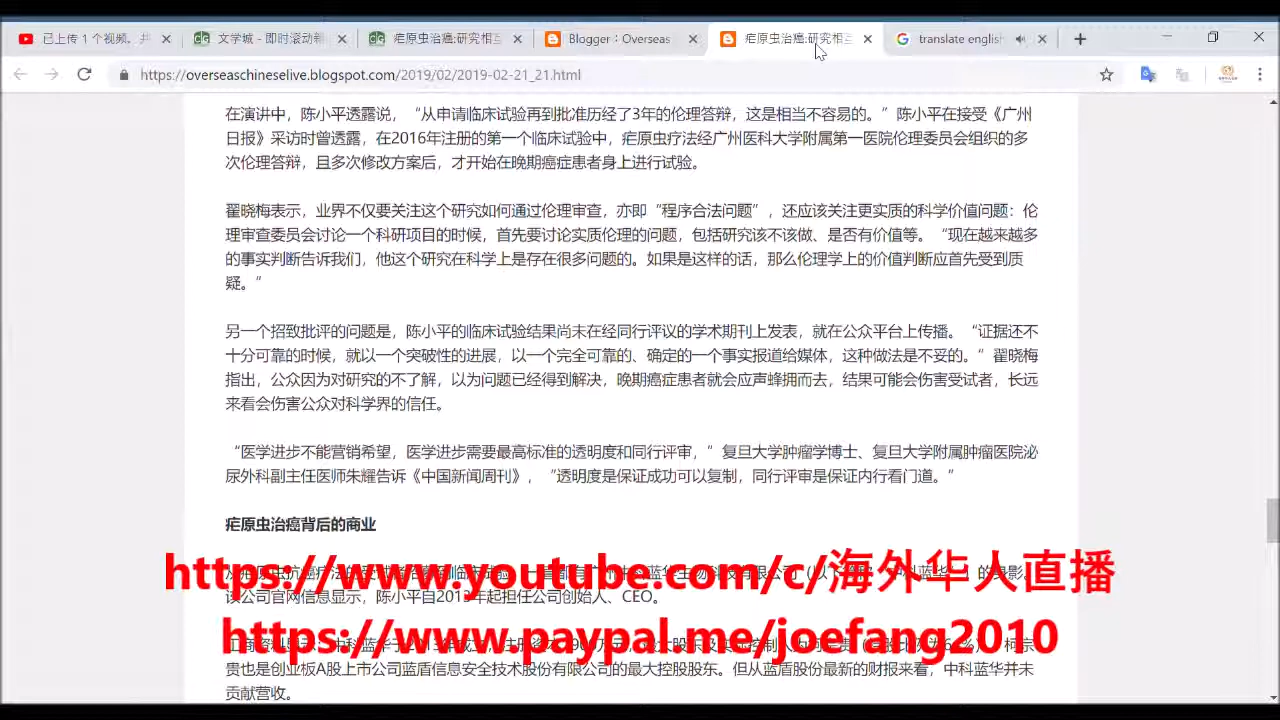 已上传 1 个视频。共
文学城 - 即时滚动新
疟原虫治癌:研究相互
Blogger：Overseas
疟原虫治癌:研究相互
translate english
https://overseaschineselive.blogspot.com/2019/02/2019-02-21_21.html
在演讲中，陈小平透露说，“从申请临床试验再到批准历经了3年的伦理答辩，这是相当不容易的。”陈小平在接受《广州
日报》采访时曾透露，在2016年注册的第一个临床试验中，疟原虫疗法经广州医科大学附属第一医院伦理委员会组织的多
次伦理答辩，且多次修改方案后，才开始在晚期癌症患者身上进行试验。
翟晓梅表示，业界不仅要关注这个研究如何通过伦理审查，亦即“程序合法问题”，还应该关注更实质的科学价值问题：伦
理审查委员会讨论一个科研项目的时候，首先要讨论实质伦理的问题，包括研究该不该做、是否有价值等。“现在越来越多
的事实判断告诉我们，他这个研究在科学上是存在很多问题的。如果是这样的话，那么伦理学上的价值判断应首先受到质
疑。”
另一个招致批评的问题是，陈小平的临床试验结果尚未在经同行评议的学术期刊上发表，就在公众平台上传播。“证据还不
十分可靠的时候，就以一个突破性的进展，以一个完全可靠的、确定的一个事实报道给媒体，这种做法是不妥的。”翟晓梅
指出，公众因为对研究的不了解，以为问题已经得到解决，晚期癌症患者就会应声蜂拥而去，结果可能会伤害受试者，长远
来看会伤害公众对科学界的信任。
“医学进步不能营销希望，医学进步需要最高标准的透明度和同行评审，”复旦大学肿瘤学博士、复旦大学附属肿瘤医院泌
尿外科副主任医师朱耀告诉《中国新闻周刊》，“透明度是保证成功可以复制，同行评审是保证内行看门道。”
疟原虫治癌背后的商业
https://www.youtube.com/c/海外华人直播
该公司官网信息显示，陈小平自2013年起担任公司创始人、CEO。
https://www.paypal.me/joefang2010
贵也是创业板A股上市公司蓝盾信息安全技术股份有限公司的最大控股股东。但从蓝盾股份最新的财报来看，中科蓝华并未
贡献营收。